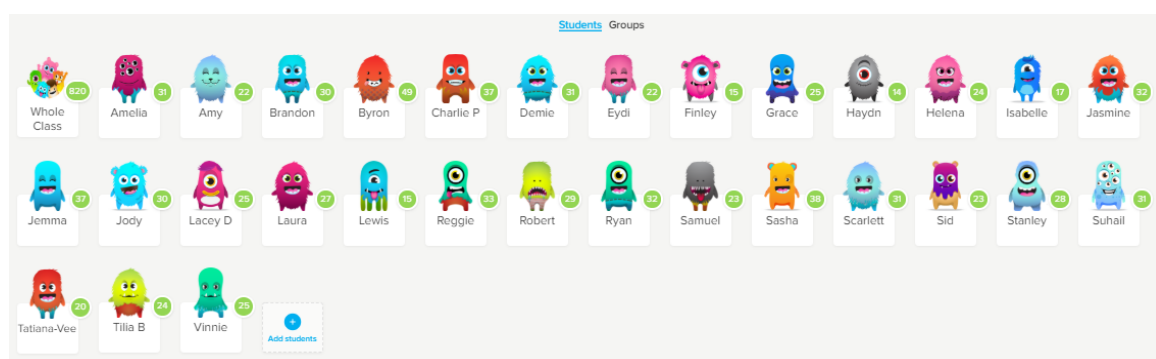 Students Groups
820 31 22 30 49 37 31 22 15 25 14 24 17 32
Whole Class Amelia Amy Brandon Byron Charlie P Demie Eydi Finley Grace Haydn Helena Isabelle Jasmine
37 30 25 27 15 33 29 32 23 38 31 23 28 31
Jemma Jody Lacey D Laura Lewis Reggie Robert Ryan Samuel Sasha Scarlett Sid Stanley Suhail
20 24 25
Tatiana-Vee Tilia B Vinnie
Add students